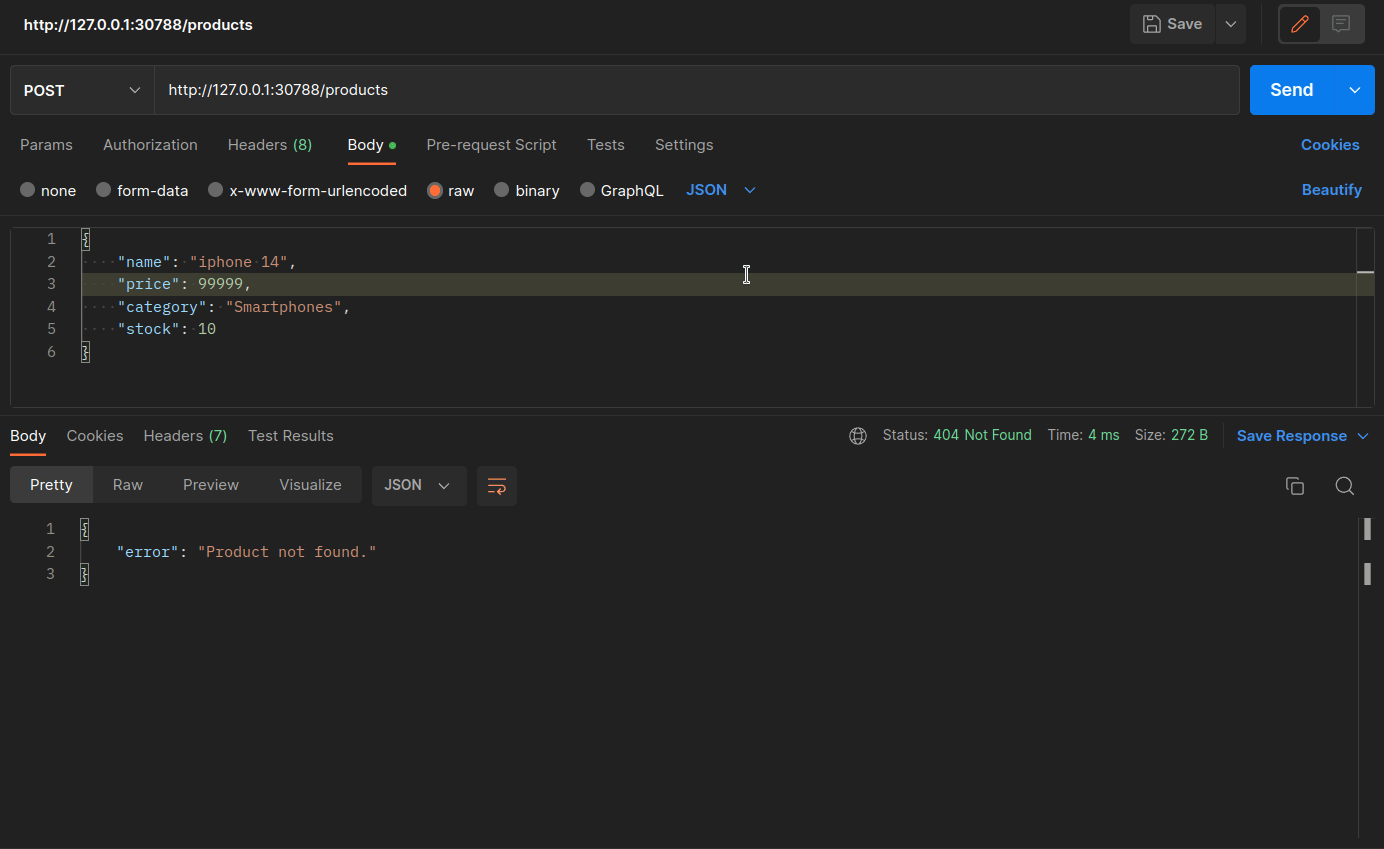 http://127.0.0.1:30788/products
Save
POST
http://127.0.0.1:30788/products
Send
Params Authorization Headers (8) Body Pre-request Script Tests Settings Cookies
none form-data x-www-form-urlencoded raw binary GraphQL JSON Beautify
1 {
2 "name": "iphone 14",
3 "price": 99999,
4 "category": "Smartphones",
5 "stock": 10
6 }
Body Cookies Headers (7) Test Results Status: 404 Not Found Time: 4 ms Size: 272 B Save Response
Pretty Raw Preview Visualize JSON
1 {
2 "error": "Product not found."
3 }